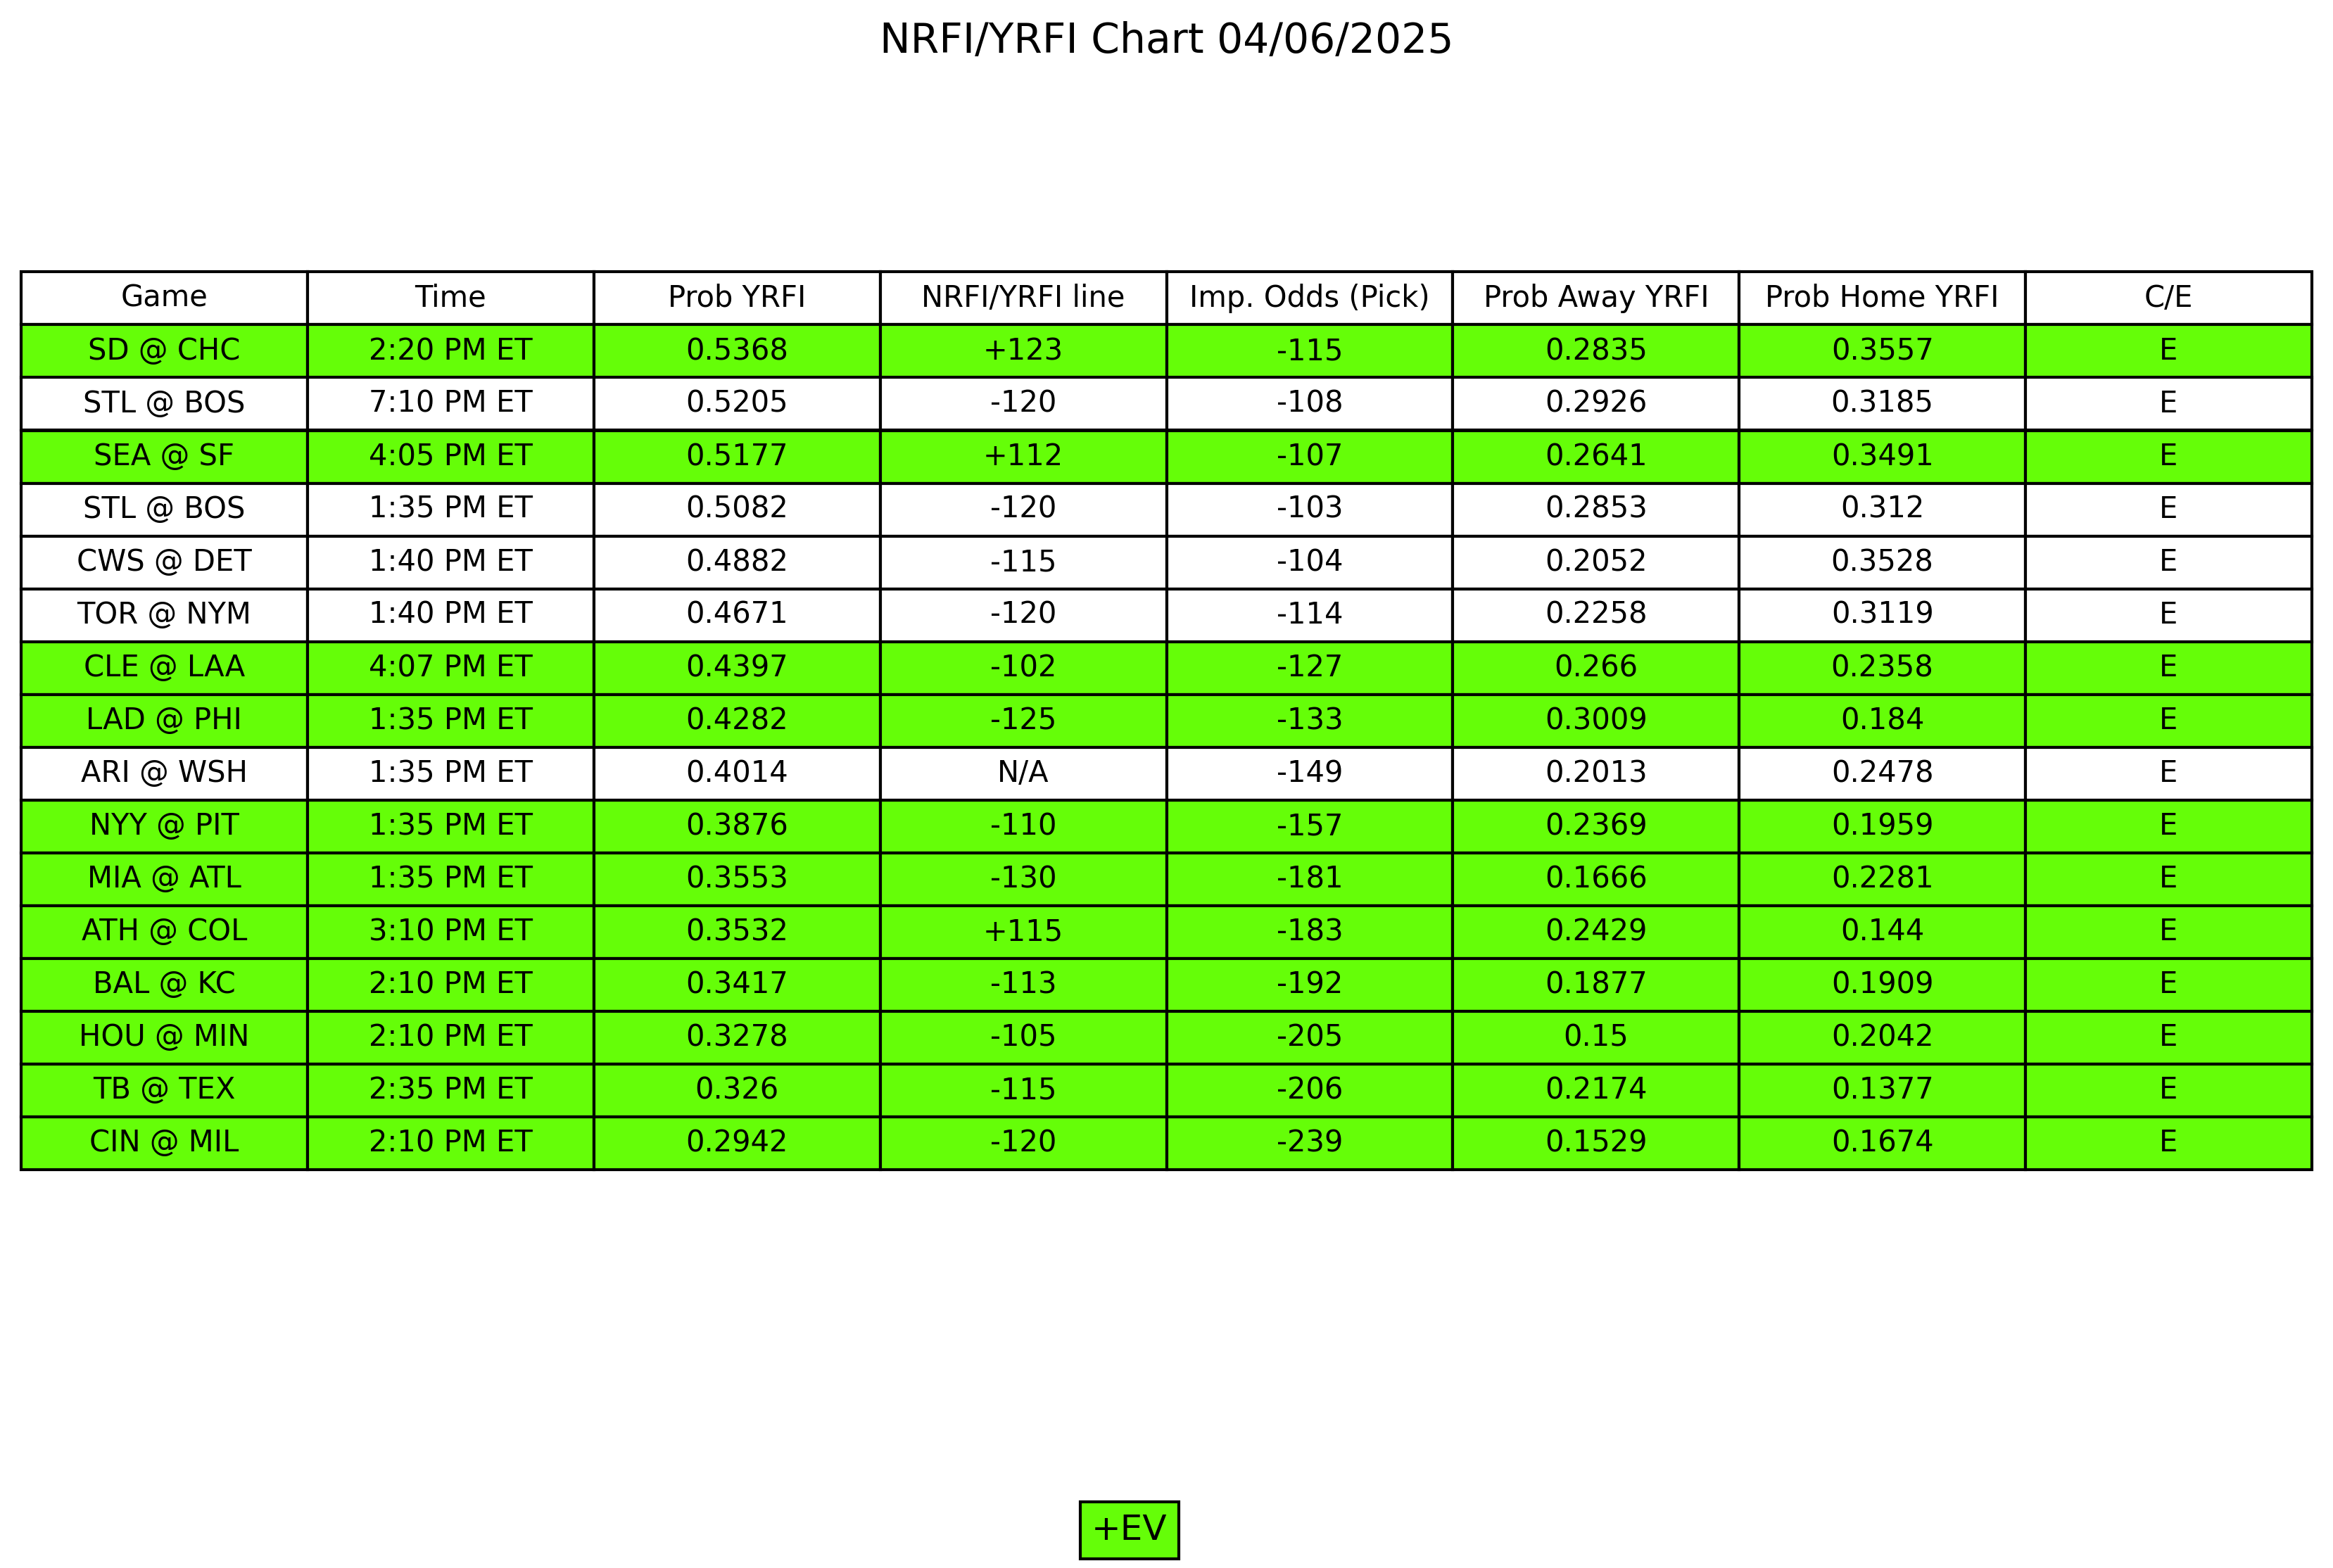 NRFI/YRFI Chart 04/06/2025
Game Time Prob YRFI NRFI/YRFI line Imp. Odds (Pick) Prob Away YRFI Prob Home YRFI C/E
SD @ CHC 2:20 PM ET 0.5368 +123 -115 0.2835 0.3557 E
STL @ BOS 7:10 PM ET 0.5205 -120 -108 0.2926 0.3185 E
SEA @ SF 4:05 PM ET 0.5177 +112 -107 0.2641 0.3491 E
STL @ BOS 1:35 PM ET 0.5082 -120 -103 0.2853 0.312 E
CWS @ DET 1:40 PM ET 0.4882 -115 -104 0.2052 0.3528 E
TOR @ NYM 1:40 PM ET 0.4671 -120 -114 0.2258 0.3119 E
CLE @ LAA 4:07 PM ET 0.4397 -102 -127 0.266 0.2358 E
LAD @ PHI 1:35 PM ET 0.4282 -125 -133 0.3009 0.184 E
ARI @ WSH 1:35 PM ET 0.4014 N/A -149 0.2013 0.2478 E
NYY @ PIT 1:35 PM ET 0.3876 -110 -157 0.2369 0.1959 E
MIA @ ATL 1:35 PM ET 0.3553 -130 -181 0.1666 0.2281 E
ATH @ COL 3:10 PM ET 0.3532 +115 -183 0.2429 0.144 E
BAL @ KC 2:10 PM ET 0.3417 -113 -192 0.1877 0.1909 E
HOU @ MIN 2:10 PM ET 0.3278 -105 -205 0.15 0.2042 E
TB @ TEX 2:35 PM ET 0.326 -115 -206 0.2174 0.1377 E
CIN @ MIL 2:10 PM ET 0.2942 -120 -239 0.1529 0.1674 E
+EV